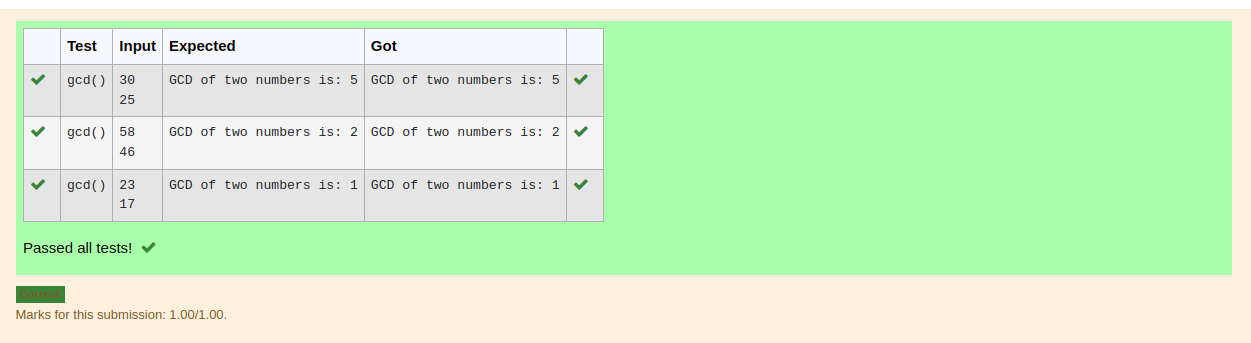 Test Input Expected Got
gcd() 30 GCD of two numbers is: 5 GCD of two numbers is: 5
25
gcd() 58 GCD of two numbers is: 2 GCD of two numbers is: 2
46
gcd() 23 GCD of two numbers is: 1 GCD of two numbers is: 1
17
Passed all tests!
Correct
Marks for this submission: 1.00/1.00.